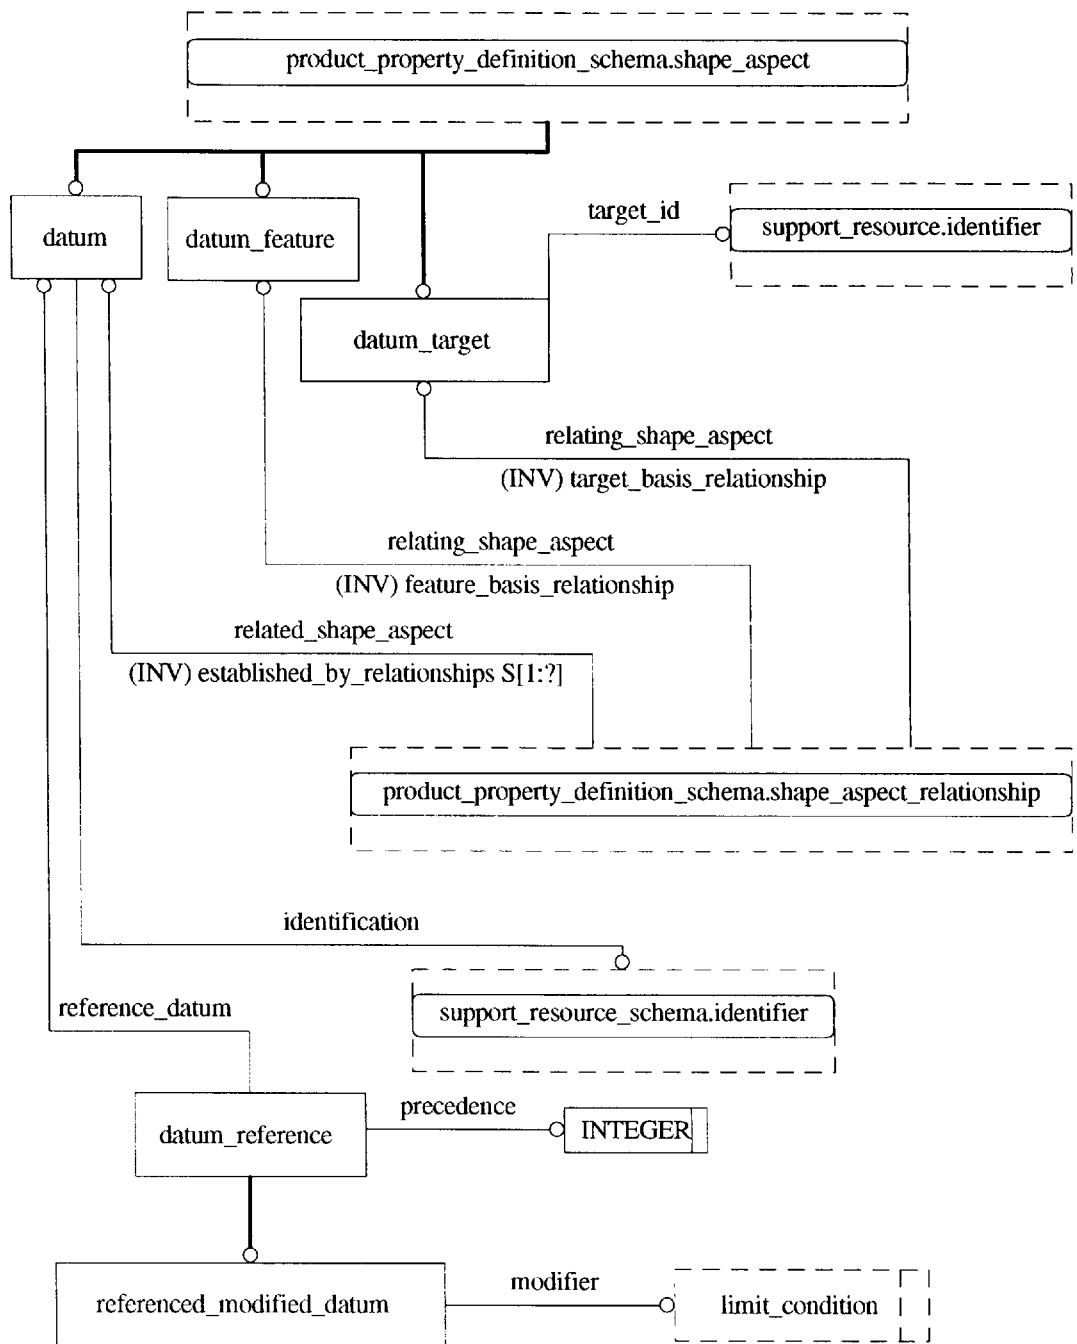 product_property_definition_schema.shape_aspect
target_id
support_resource.identifier
datum
datum_feature
datum_target
relating_shape_aspect
(INV) target_basis_relationship
relating_shape_aspect
(INV) feature_basis_relationship
related_shape_aspect
(INV) established_by_relationships S[1:?]
product_property_definition_schema.shape_aspect_relationship
identification
reference_datum
support_resource_schema.identifier
precedence
datum_reference
INTEGER
modifier
referenced_modified_datum
limit_condition